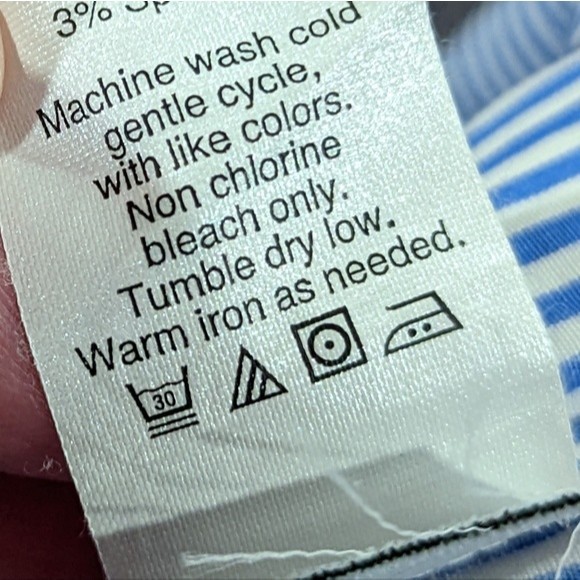 3%
Machine wash cold
gentle cycle,
with like colors.
Non chlorine
bleach only.
Tumble dry low.
Warm iron as needed.
30